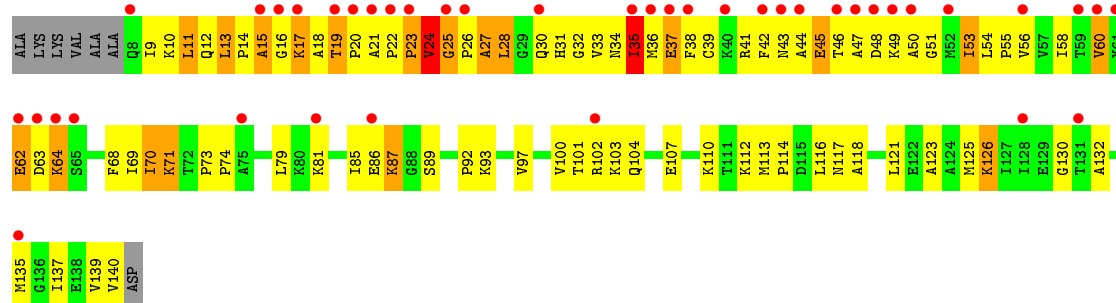 ALA LYS LYS VAL ALA ALA Q8 I9 K10 L11 Q12 L13 P14 A15 G16 K17 A18 T19 P20 A21 P22 P23 V24 G25 P26 A27 L28 G29 Q30 H31 G32 V33 N34 I35 M36 E37 F38 C39 K40 R41 F42 N43 A44 E45 T46 A47 D48 K49 A50 G51 M52 I53 L54 P55 V56 V57 I58 T59 V60
E62 D63 K64 S65 F68 I69 I70 K71 T72 P73 P74 A75 L79 K80 K81 I85 E86 K87 G88 S89 P92 K93 V97 V100 T101 R102 K103 Q104 E107 K110 T111 K112 M113 P114 D115 L116 N117 A118 L121 E122 A123 A124 M125 K126 I127 I128 E129 G130 T131 A132
M135 G136 I137 E138 V139 V140 ASP